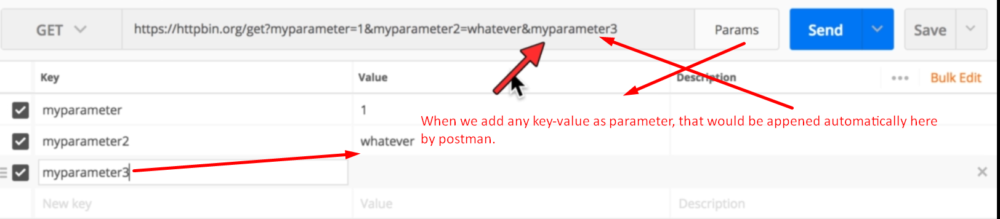 GET https://httpbin.org/get?myparameter=1&myparameter2=whatever&myparameter3 Params Send Save
Key Value Description ••• Bulk Edit
myparameter 1
When we add any key-value as parameter, that would be appened automatically here
by postman.
myparameter2 whatever
myparameter3
New key Value Description